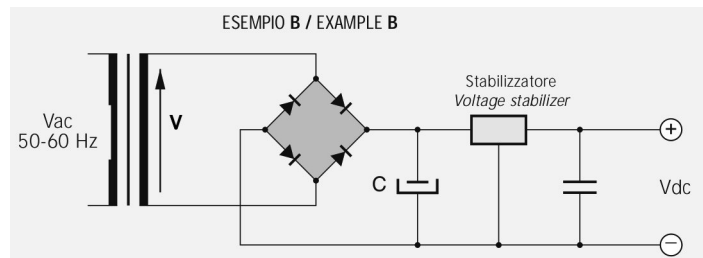 ESEMPIO B / EXAMPLE B
Stabilizzatore
Voltage stabilizer
Vac
50-60 Hz
V
+
C
Vdc
−